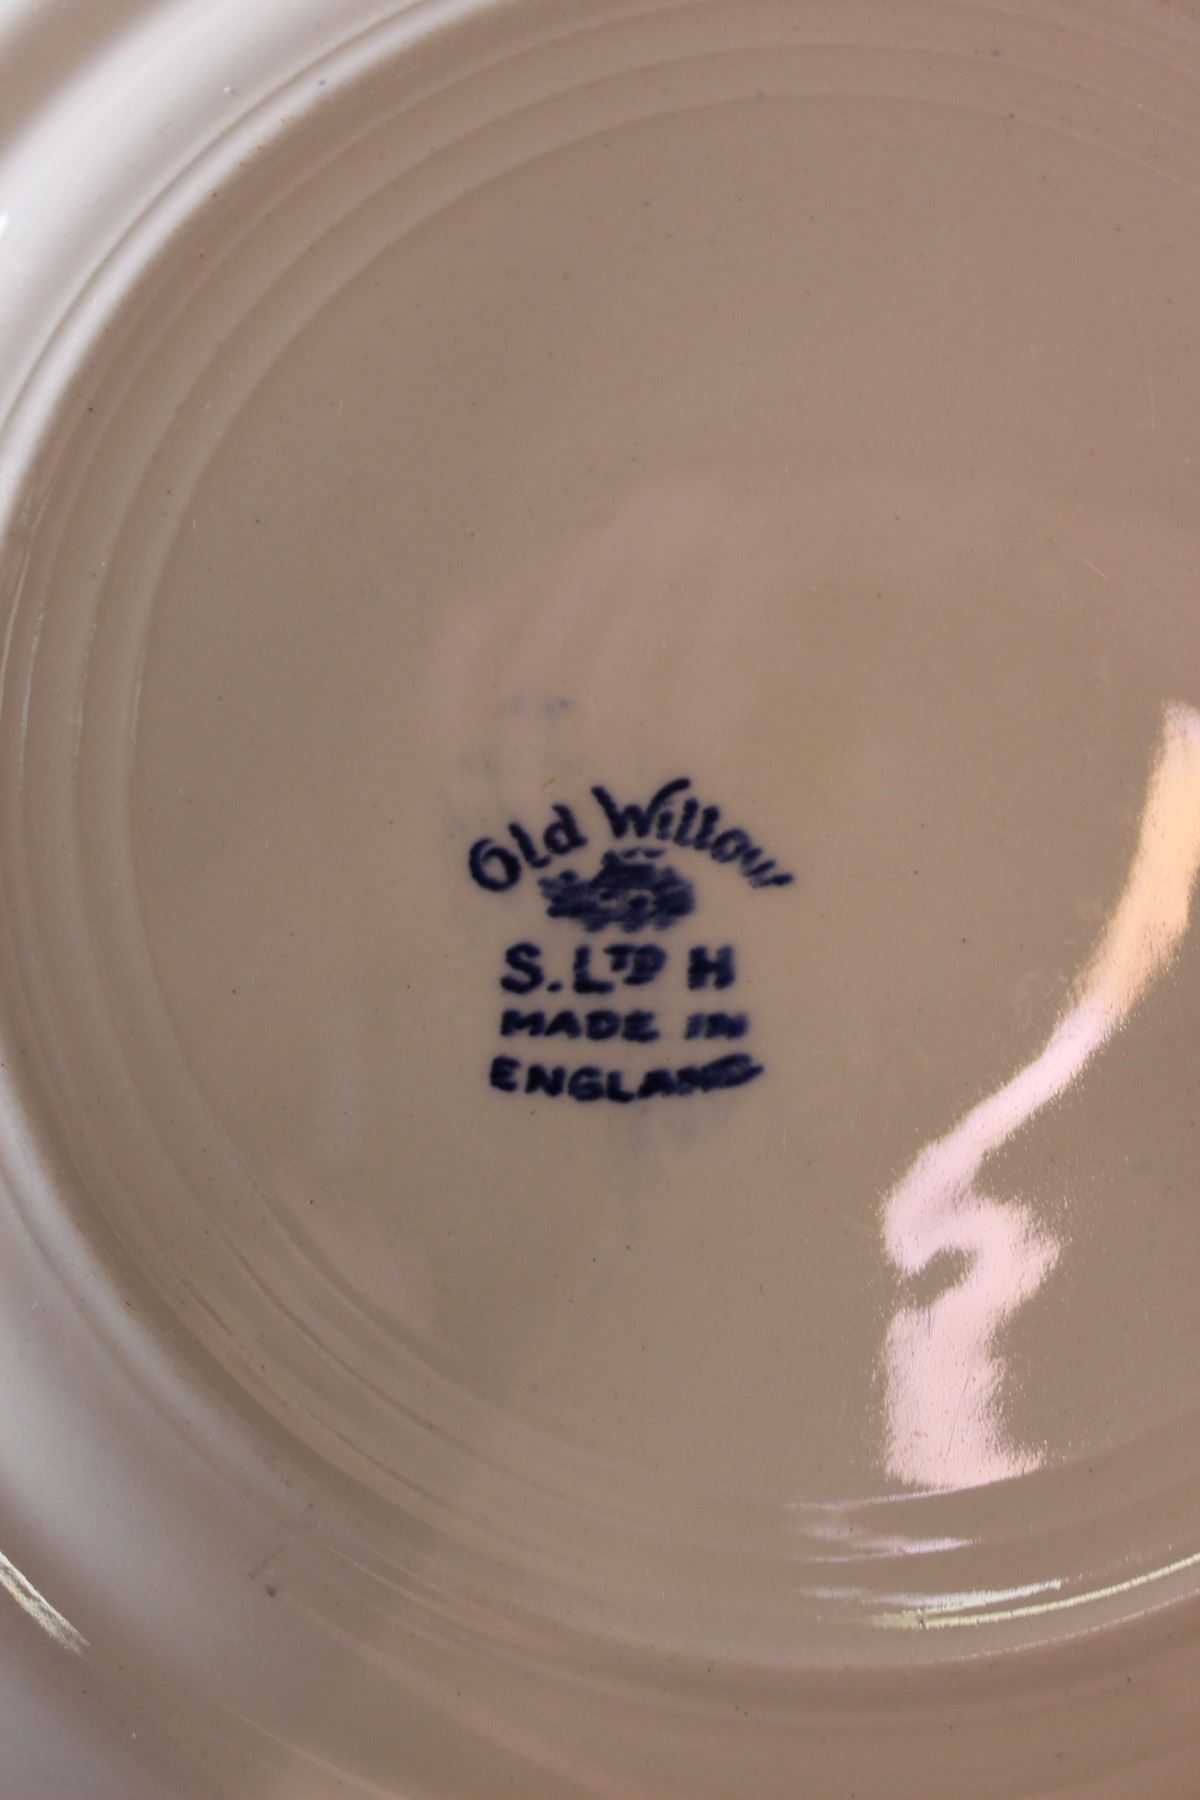 Old Willow
S. LTD H
MADE IN
ENGLAND